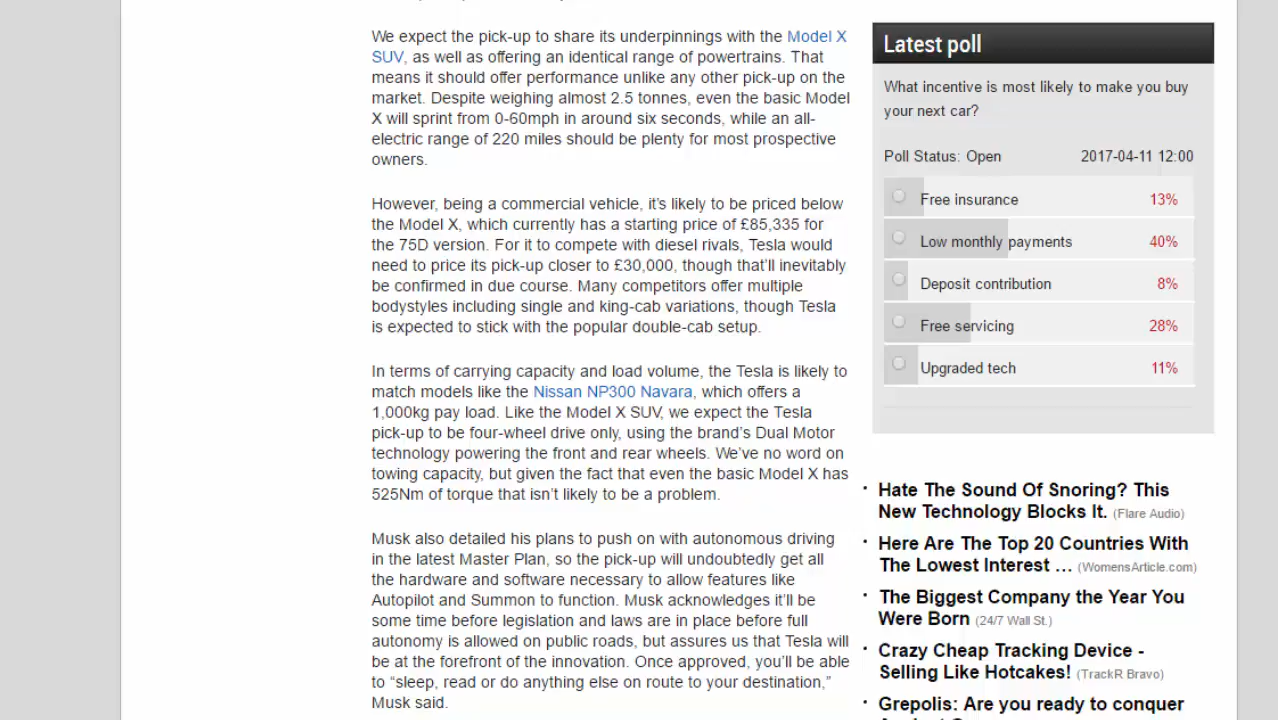 We expect the pick-up to share its underpinnings with the Model X
SUV, as well as offering an identical range of powertrains. That
means it should offer performance unlike any other pick-up on the
market. Despite weighing almost 2.5 tonnes, even the basic Model
X will sprint from 0-60mph in around six seconds, while an all-
electric range of 220 miles should be plenty for most prospective
owners.
However, being a commercial vehicle, it’s likely to be priced below
the Model X, which currently has a starting price of £85,335 for
the 75D version. For it to compete with diesel rivals, Tesla would
need to price its pick-up closer to £30,000, though that’ll inevitably
be confirmed in due course. Many competitors offer multiple
bodystyles including single and king-cab variations, though Tesla
is expected to stick with the popular double-cab setup.
In terms of carrying capacity and load volume, the Tesla is likely to
match models like the Nissan NP300 Navara, which offers a
1,000kg pay load. Like the Model X SUV, we expect the Tesla
pick-up to be four-wheel drive only, using the brand’s Dual Motor
technology powering the front and rear wheels. We’ve no word on
towing capacity, but given the fact that even the basic Model X has
525Nm of torque that isn’t likely to be a problem.
Musk also detailed his plans to push on with autonomous driving
in the latest Master Plan, so the pick-up will undoubtedly get all
the hardware and software necessary to allow features like
Autopilot and Summon to function. Musk acknowledges it’ll be
some time before legislation and laws are in place before full
autonomy is allowed on public roads, but assures us that Tesla will
be at the forefront of the innovation. Once approved, you’ll be able
to “sleep, read or do anything else on route to your destination,”
Musk said.
Latest poll
What incentive is most likely to make you buy
your next car?
Poll Status: Open 2017-04-11 12:00
Free insurance 13%
Low monthly payments 40%
Deposit contribution 8%
Free servicing 28%
Upgraded tech 11%
· Hate The Sound Of Snoring? This
New Technology Blocks It. (Flare Audio)
· Here Are The Top 20 Countries With
The Lowest Interest … (WomensArticle.com)
· The Biggest Company the Year You
Were Born (24/7 Wall St.)
· Crazy Cheap Tracking Device -
Selling Like Hotcakes! (TrackR Bravo)
· Grepolis: Are you ready to conquer